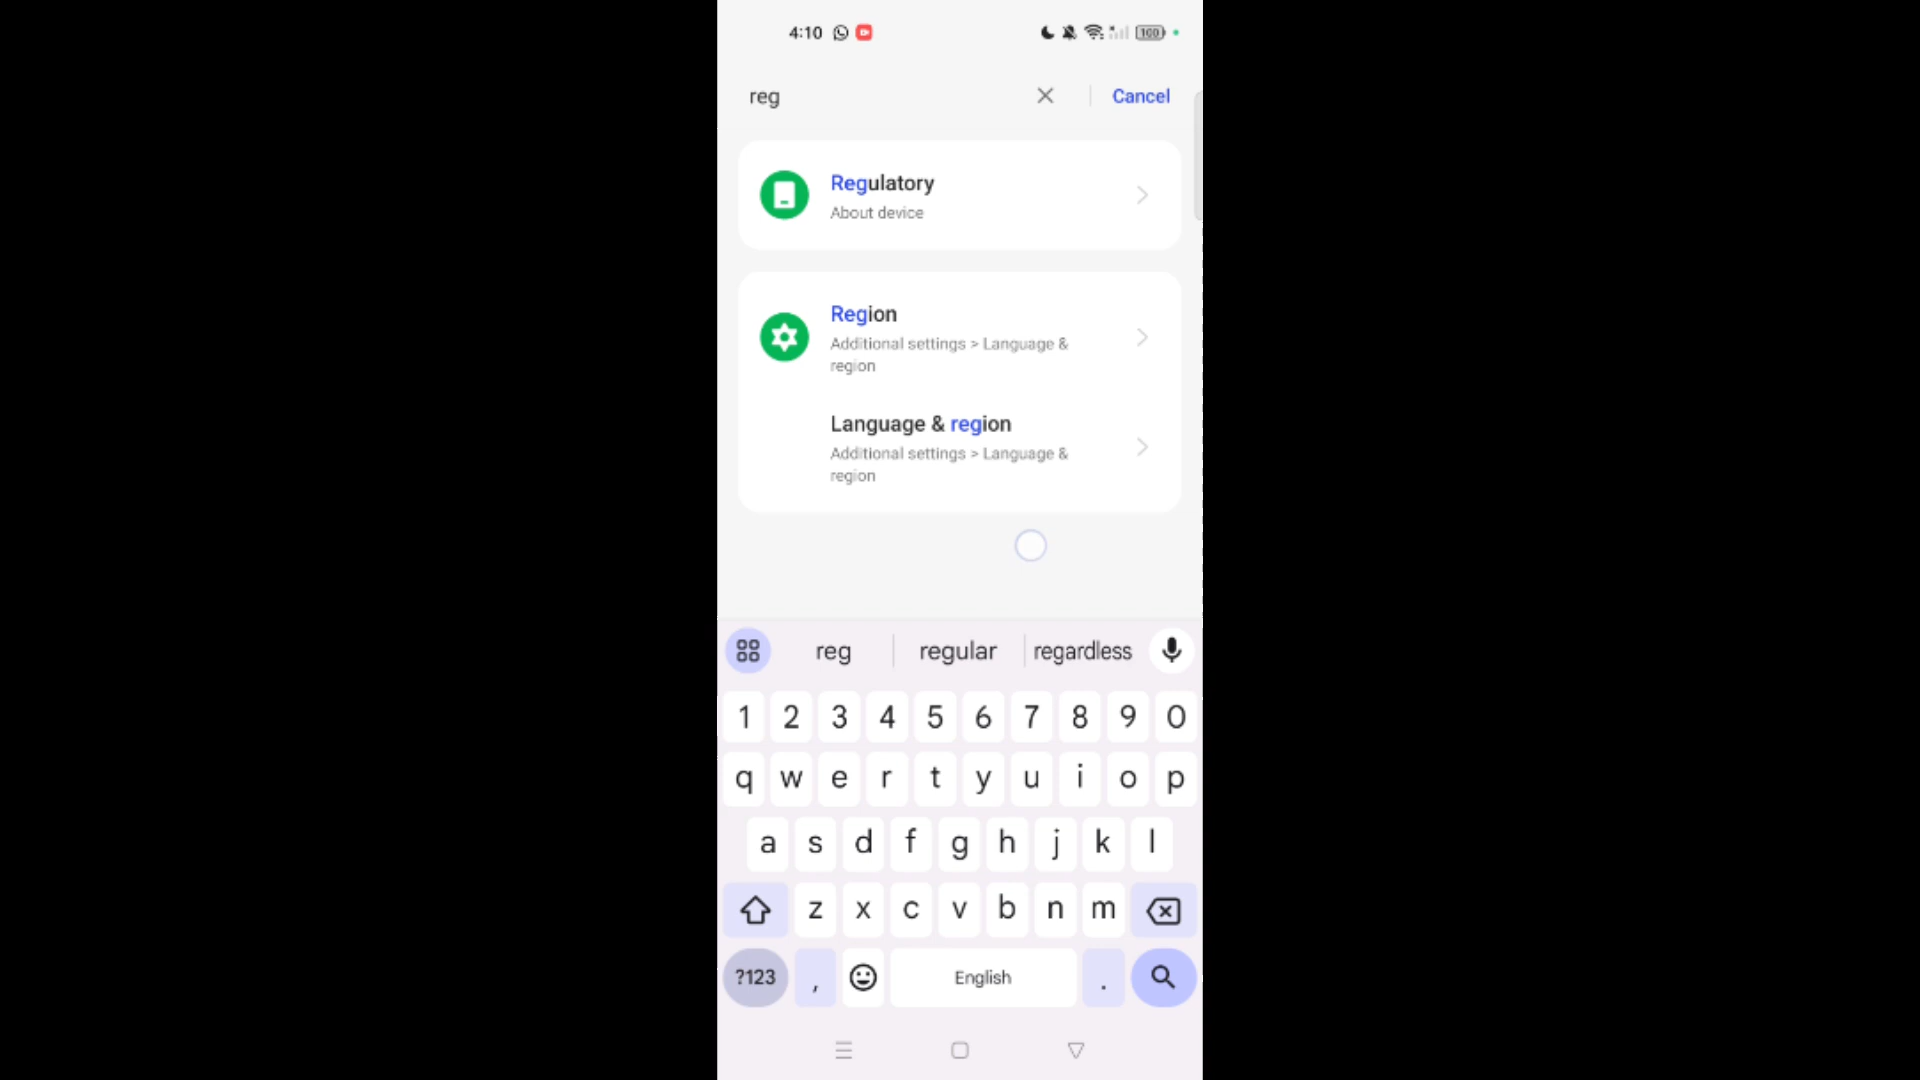 4:10 100
reg Cancel
Regulatory
About device
Region
Additional settings > Language &
region
Language & region
Additional settings > Language &
region
reg regular regardless
1 2 3 4 5 6 7 8 9 0
q w e r t y u i o p
a s d f g h j k l
z x c v b n m
?123 , English .